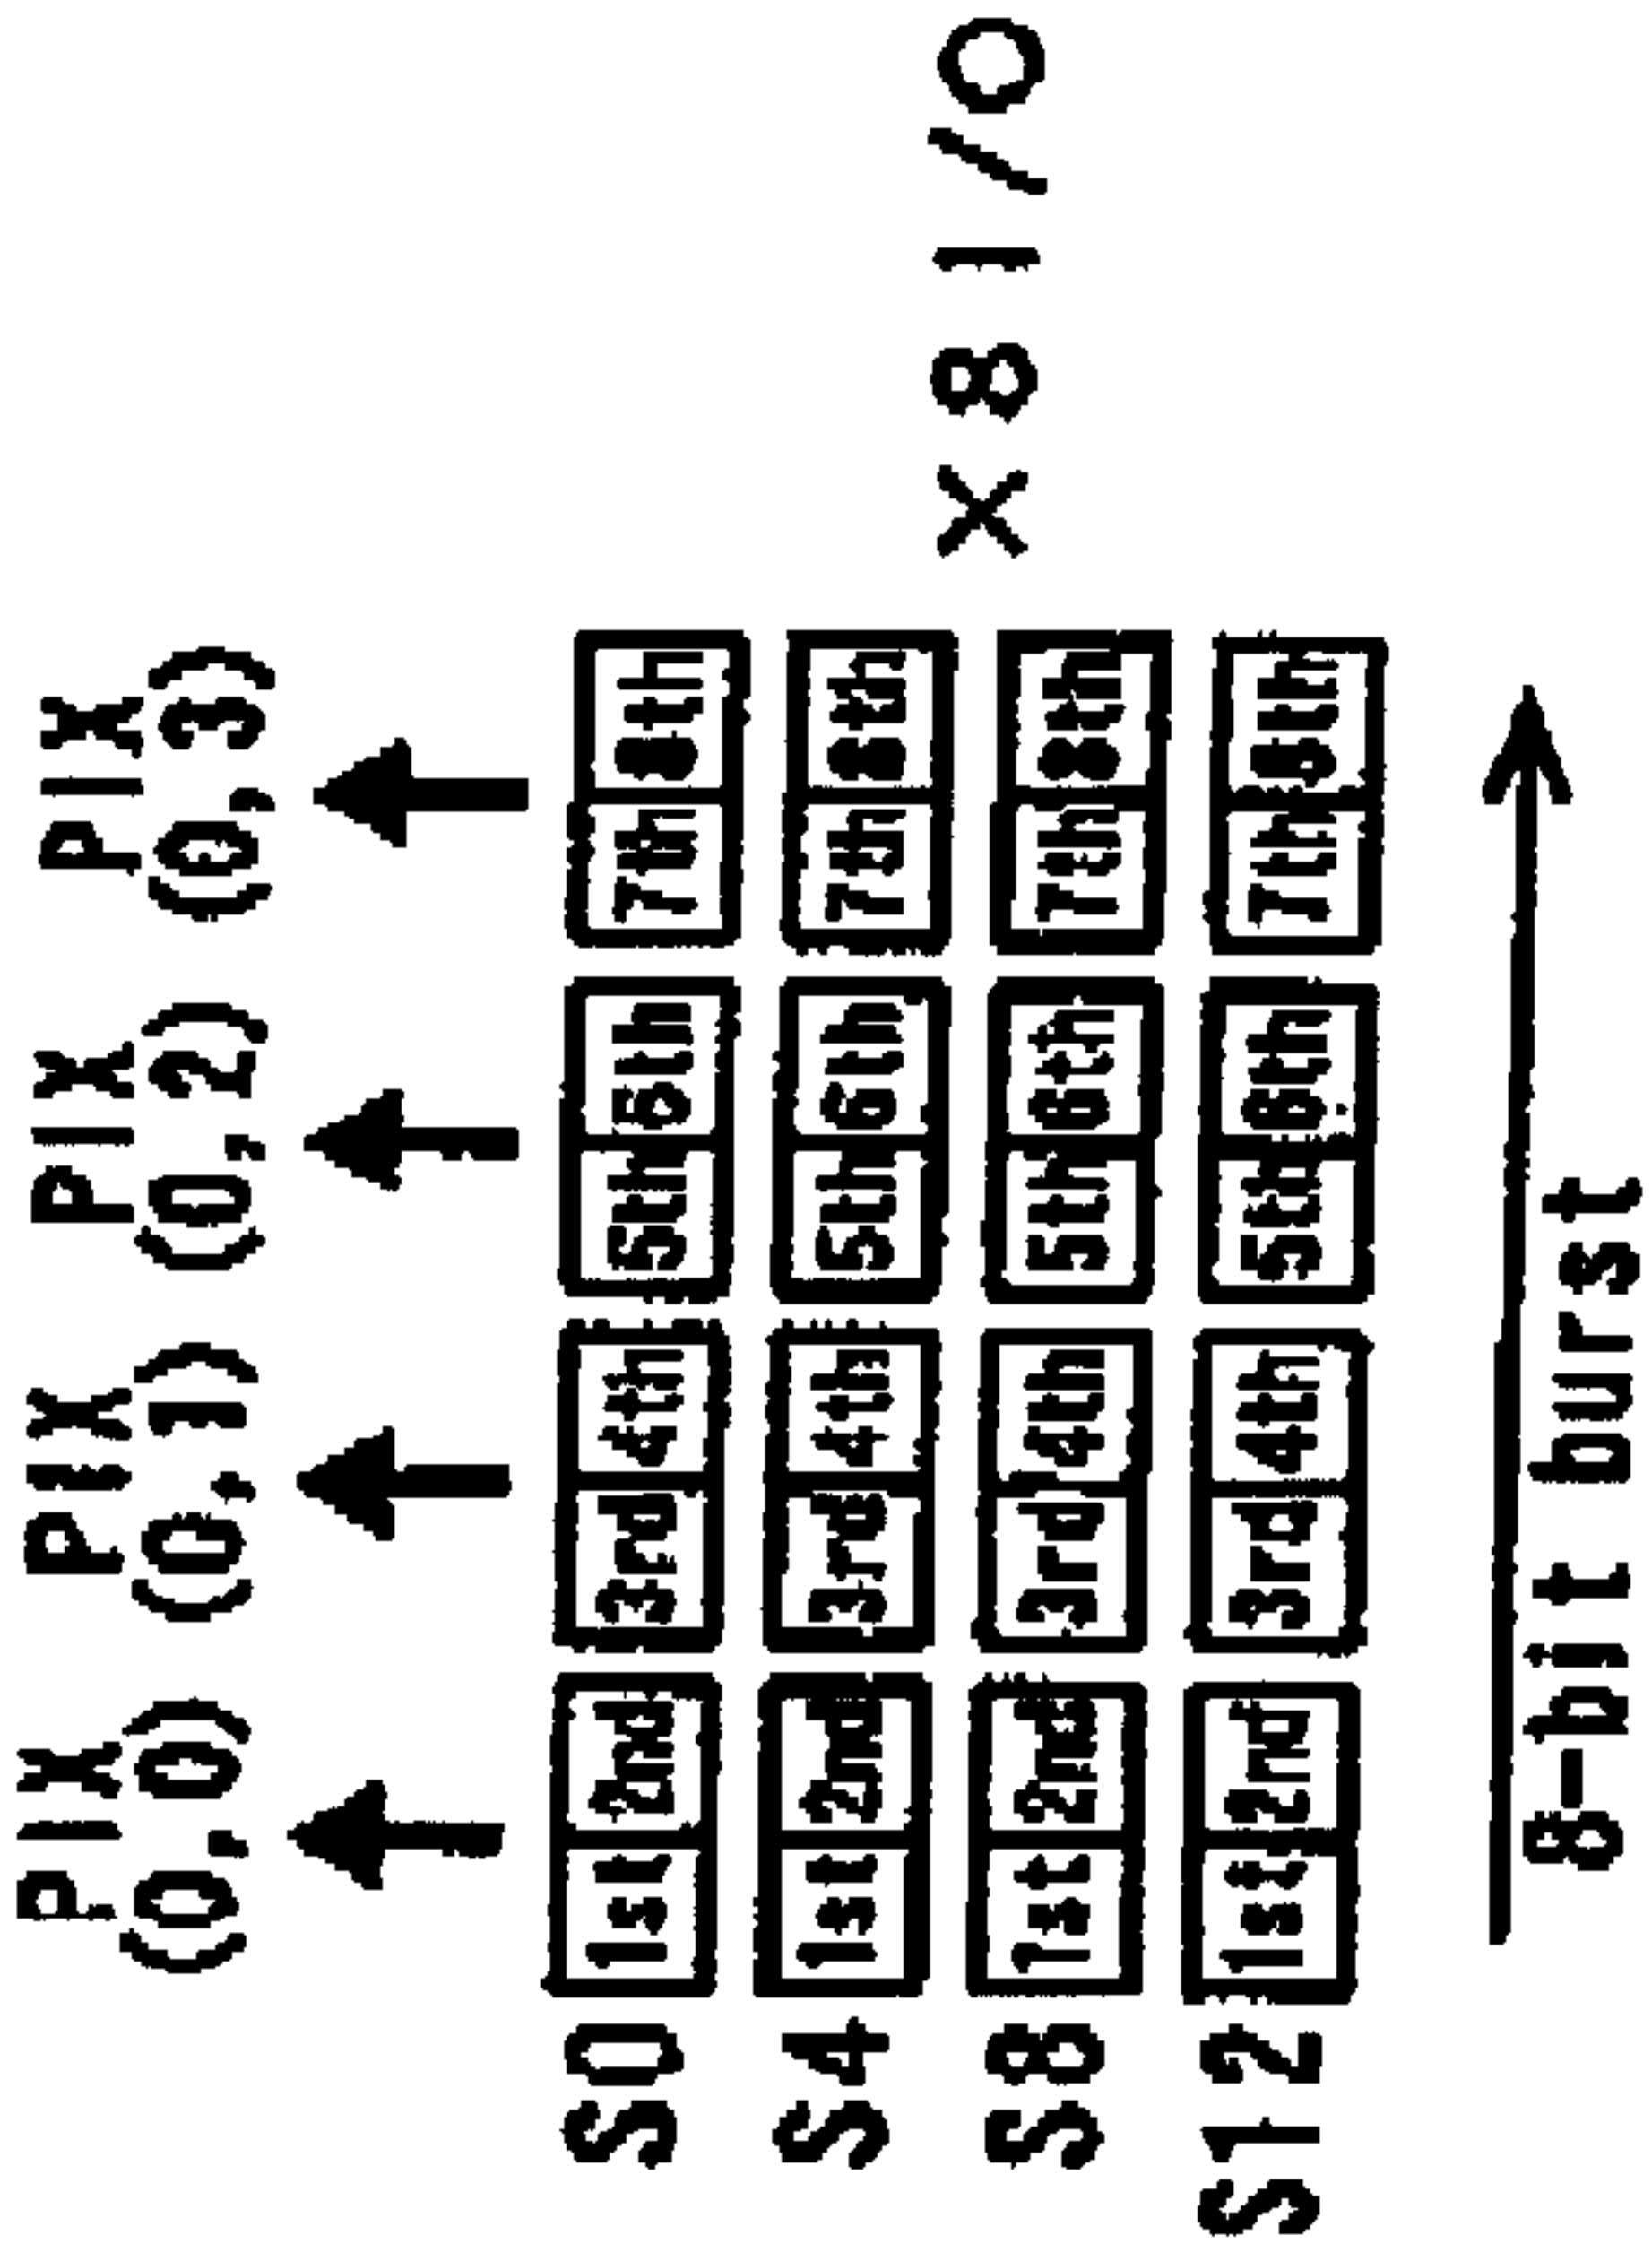 PIX PIX PIX PIX
(0,0) (0,1) (0,2) (0,3)
S0 1st 2nd 3rd 4th 5th 6th 7th 8th
S4 1st 2nd 3rd 4th 5th 6th 7th 8th
S8 1st 2nd 3rd 4th 5th 6th 7th 8th
S12 1st 2nd 3rd 4th 5th 6th 7th 8th
x 8 I/O
8-bit burst